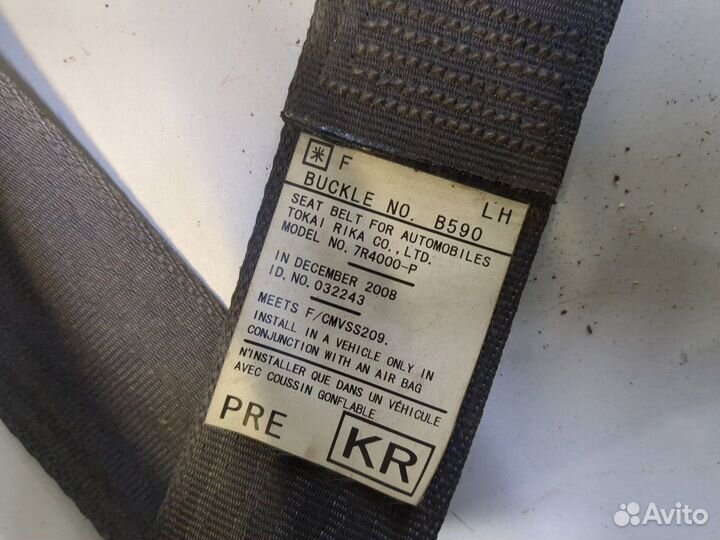 米 F LH
BUCKLE NO. B590
SEAT BELT FOR AUTOMOBILES
TOKAI RIKA CO.,LTD.
MODEL NO. 7R4000-P
IN DECEMBER 2008
ID. NO. 032243
MEETS F/CMVSS209.
INSTALL IN A VEHICLE ONLY IN
CONJUNCTION WITH AN AIR BAG
N'INSTALLER QUE DANS UN VÉHICULE
AVEC COUSSIN GONFLABLE
PRE KR
Avito